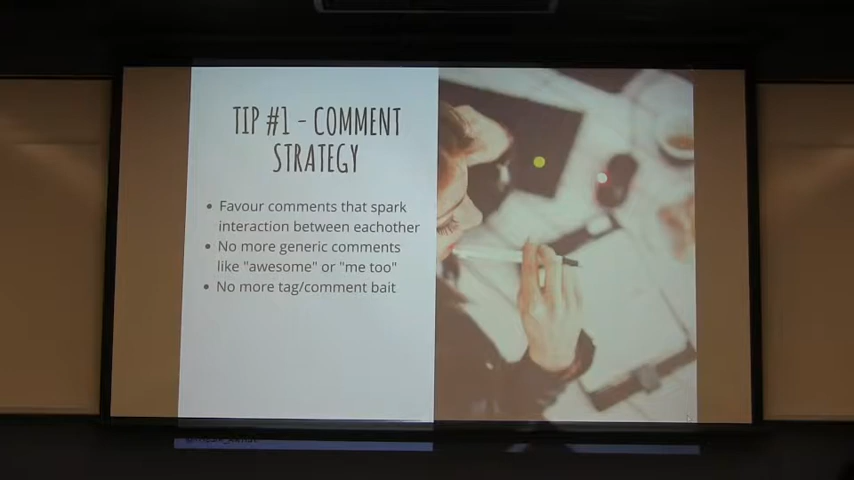 TIP #1 - COMMENT
STRATEGY
• Favour comments that spark
interaction between eachother
• No more generic comments
like "awesome" or "me too"
• No more tag/comment bait